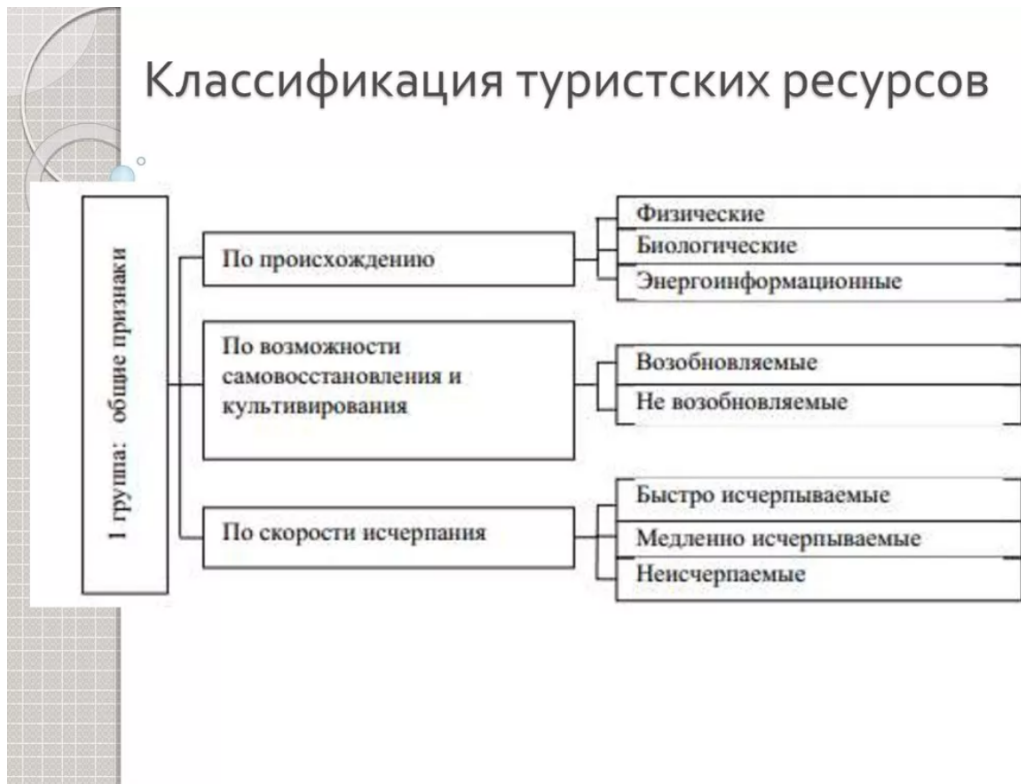 Классификация туристских ресурсов
1 группа: общие признаки
По происхождению
Физические
Биологические
Энергоинформационные
По возможности
самовосстановления и
культивирования
Возобновляемые
Не возобновляемые
По скорости исчерпания
Быстро исчерпываемые
Медленно исчерпываемые
Неисчерпаемые